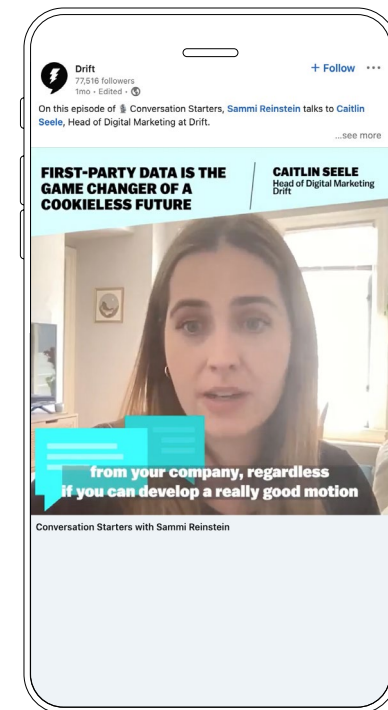 Drift
+ Follow
77,516 followers
1mo • Edited •
On this episode of 🎙️ Conversation Starters, Sammi Reinstein talks to Caitlin
Seele, Head of Digital Marketing at Drift.
...see more
FIRST-PARTY DATA IS THE
GAME CHANGER OF A
COOKIELESS FUTURE
CAITLIN SEELE
Head of Digital Marketing
Drift
from your company, regardless
if you can develop a really good motion
Conversation Starters with Sammi Reinstein